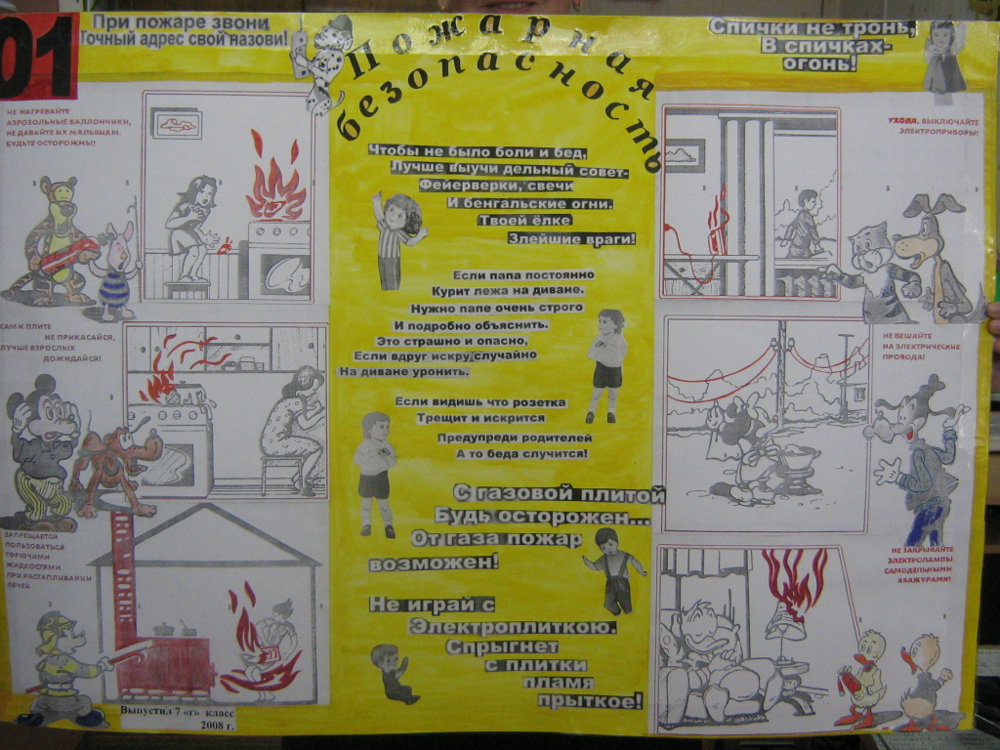 01
При пожаре звони,
Точный адрес свой назови!
Пожарная
безопасность
Спички не тронь,
В спичках-
огонь!
НЕ НАГРЕВАЙТЕ
АЭРОЗОЛЬНЫЕ БАЛЛОНЧИКИ,
НЕ ДАВАЙТЕ ИХ МАЛЫШАМ.
БУДЬТЕ ОСТОРОЖНЫ!
САМ К ПЛИТЕ
НЕ ПРИКАСАЙСЯ,
ЛУЧШЕ ВЗРОСЛЫХ
ДОЖИДАЙСЯ!
ЗАПРЕЩАЕТСЯ
ПОЛЬЗОВАТЬСЯ
ГОРЮЧИМИ
ЖИДКОСТЯМИ
ПРИ РАСТАПЛИВАНИИ
ПЕЧЕЙ
Выпустил 7 «г» класс
2008 г.
Чтобы не было боли и бед,
Лучше выучи дельный совет-
Фейерверки, свечи
И бенгальские огни.
Твоей ёлке
Злейшие враги!
Если папа постоянно
Курит лежа на диване.
Нужно папе очень строго
И подробно объяснить.
Это страшно и опасно,
Если вдруг искру случайно
На диване уронить.
Если видишь что розетка
Трещит и искрится
Предупреди родителей
А то беда случится!
С газовой плитой
Будь осторожен...
От газа пожар
возможен!
Не играй с
Электроплиткою.
Спрыгнет
с плитки
пламя
прыткое!
УХОДЯ, ВЫКЛЮЧАЙТЕ
ЭЛЕКТРОПРИБОРЫ!
НЕ ВЕШАЙТЕ
НА ЭЛЕКТРИЧЕСКИЕ
ПРОВОДА!
НЕ ЗАКРЫВАЙТЕ
ЭЛЕКТРОЛАМПЫ
САМОДЕЛЬНЫМИ
АБАЖУРАМИ!